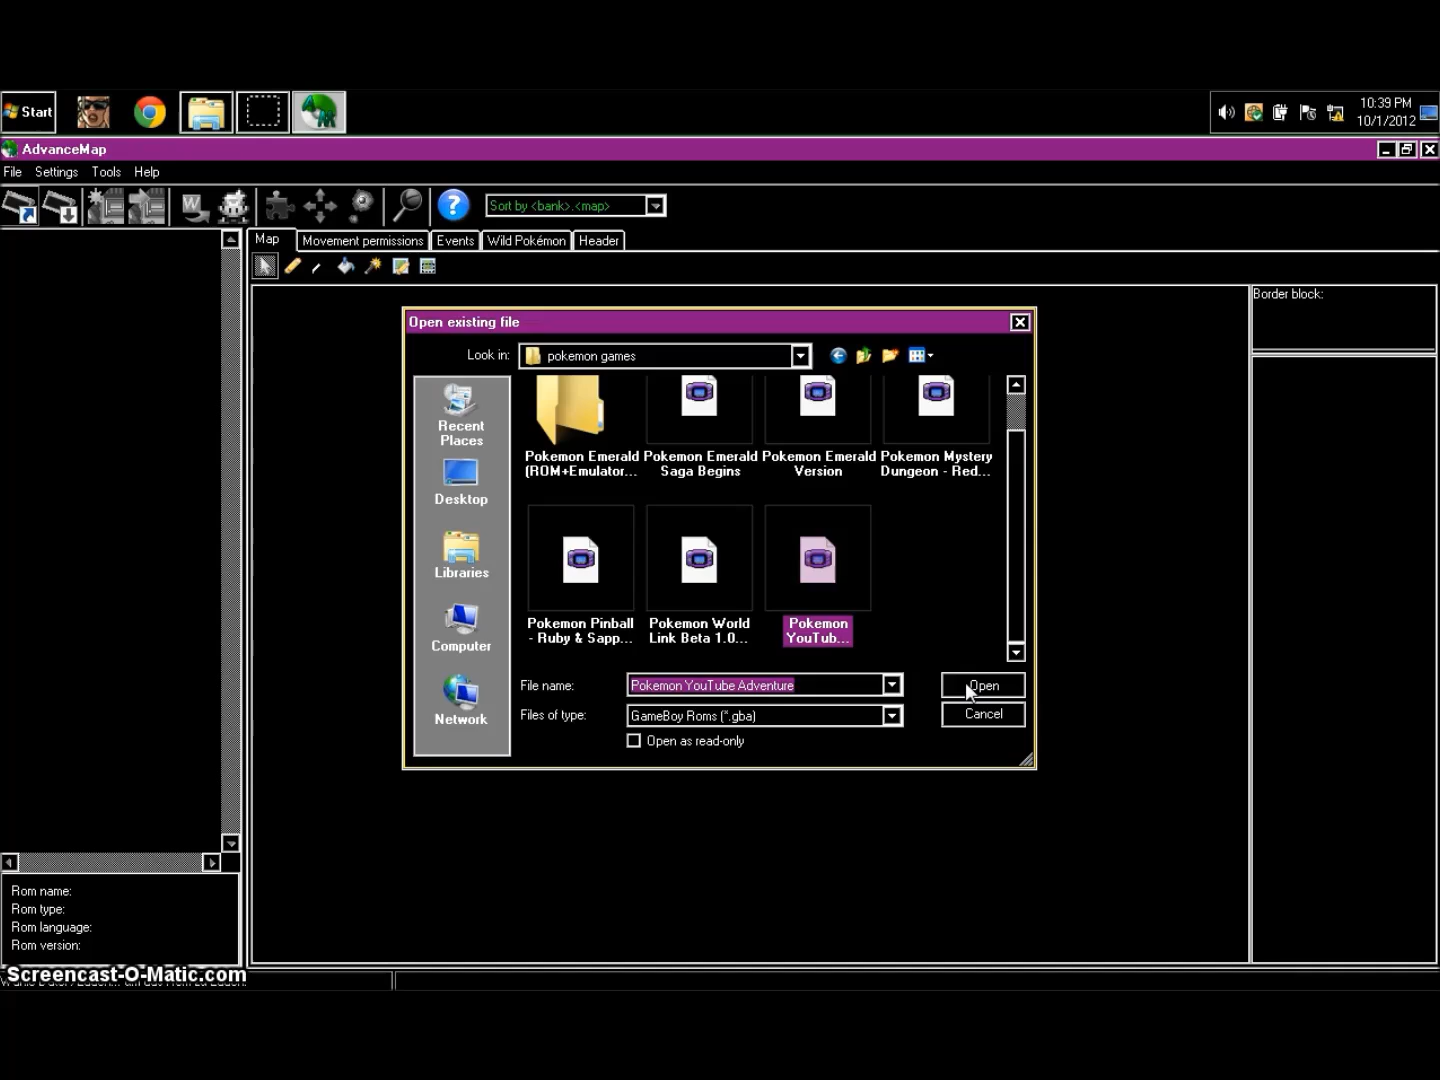 Start
10:39 PM
10/1/2012
AdvanceMap
File Settings Tools Help
Sort by <bank>.<map>
Map Movement permissions Events Wild Pokémon Header
Border block:
Open existing file
Look in: pokemon games
Recent
Places
Desktop
Libraries
Computer
Network
Pokemon Emerald
(ROM+Emulator...
Pokemon Emerald
Saga Begins
Pokemon Emerald
Version
Pokemon Mystery
Dungeon - Red...
Pokemon Pinball
- Ruby & Sapp...
Pokemon World
Link Beta 1.0...
Pokemon
YouTub...
File name: Pokemon YouTube Adventure Open
Files of type: GameBoy Roms (*.gba) Cancel
Open as read-only
Rom name:
Rom type:
Rom language:
Rom version:
Screencast-O-Matic.com